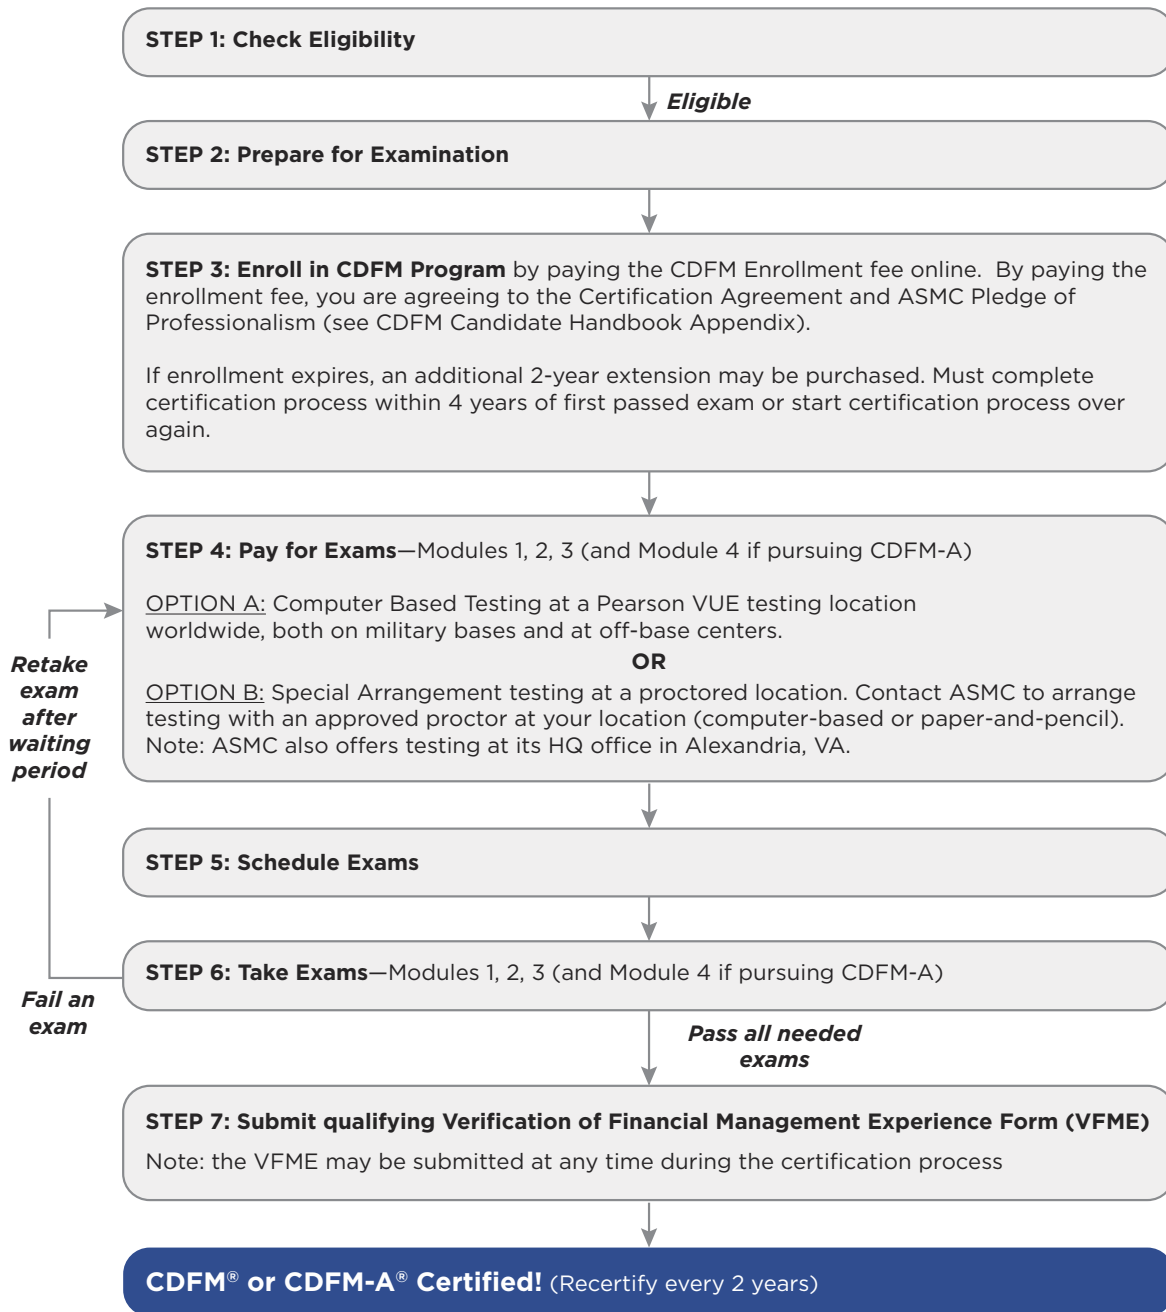 STEP 1: Check Eligibility
Eligible
STEP 2: Prepare for Examination
STEP 3: Enroll in CDFM Program by paying the CDFM Enrollment fee online.  By paying the
enrollment fee, you are agreeing to the Certification Agreement and ASMC Pledge of
Professionalism (see CDFM Candidate Handbook Appendix).
If enrollment expires, an additional 2-year extension may be purchased. Must complete
certification process within 4 years of first passed exam or start certification process over
again.
STEP 4: Pay for Exams—Modules 1, 2, 3 (and Module 4 if pursuing CDFM-A)
OPTION A: Computer Based Testing at a Pearson VUE testing location
worldwide, both on military bases and at off-base centers.
OR
OPTION B: Special Arrangement testing at a proctored location. Contact ASMC to arrange
testing with an approved proctor at your location (computer-based or paper-and-pencil).
Note: ASMC also offers testing at its HQ office in Alexandria, VA.
Retake
exam
after
waiting
period
STEP 5: Schedule Exams
STEP 6: Take Exams—Modules 1, 2, 3 (and Module 4 if pursuing CDFM-A)
Fail an
exam
Pass all needed
exams
STEP 7: Submit qualifying Verification of Financial Management Experience Form (VFME)
Note: the VFME may be submitted at any time during the certification process
CDFM® or CDFM-A® Certified! (Recertify every 2 years)